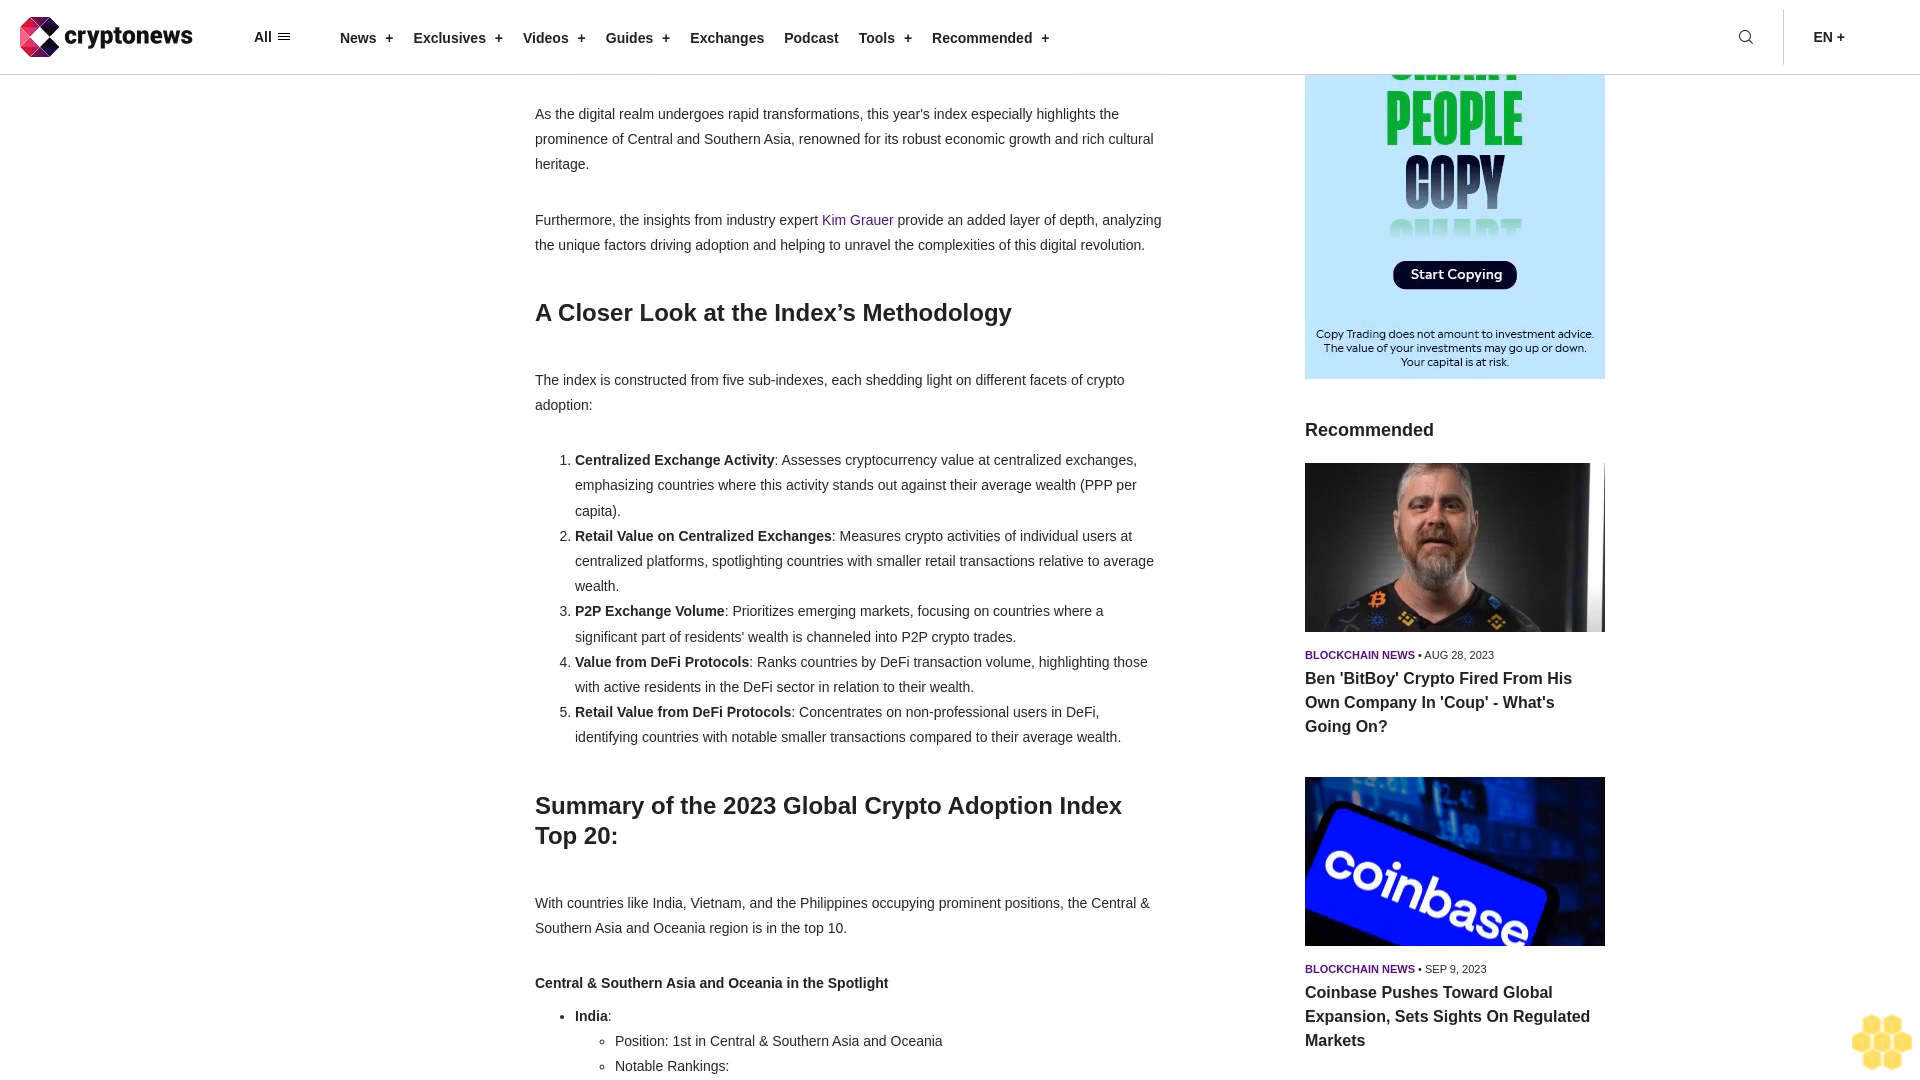 cryptonews
All
News +
Exclusives +
Videos +
Guides +
Exchanges
Podcast
Tools +
Recommended +
EN +
As the digital realm undergoes rapid transformations, this year's index especially highlights the
prominence of Central and Southern Asia, renowned for its robust economic growth and rich cultural
heritage.
Furthermore, the insights from industry expert Kim Grauer provide an added layer of depth, analyzing
the unique factors driving adoption and helping to unravel the complexities of this digital revolution.
A Closer Look at the Index’s Methodology
The index is constructed from five sub-indexes, each shedding light on different facets of crypto
adoption:
1. Centralized Exchange Activity: Assesses cryptocurrency value at centralized exchanges,
emphasizing countries where this activity stands out against their average wealth (PPP per
capita).
2. Retail Value on Centralized Exchanges: Measures crypto activities of individual users at
centralized platforms, spotlighting countries with smaller retail transactions relative to average
wealth.
3. P2P Exchange Volume: Prioritizes emerging markets, focusing on countries where a
significant part of residents' wealth is channeled into P2P crypto trades.
4. Value from DeFi Protocols: Ranks countries by DeFi transaction volume, highlighting those
with active residents in the DeFi sector in relation to their wealth.
5. Retail Value from DeFi Protocols: Concentrates on non-professional users in DeFi,
identifying countries with notable smaller transactions compared to their average wealth.
Summary of the 2023 Global Crypto Adoption Index
Top 20:
With countries like India, Vietnam, and the Philippines occupying prominent positions, the Central &
Southern Asia and Oceania region is in the top 10.
Central & Southern Asia and Oceania in the Spotlight
• India:
◦ Position: 1st in Central & Southern Asia and Oceania
◦ Notable Rankings:
SMART
PEOPLE
COPY
SMART
Start Copying
Copy Trading does not amount to investment advice.
The value of your investments may go up or down.
Your capital is at risk.
Recommended
BLOCKCHAIN NEWS • AUG 28, 2023
Ben 'BitBoy' Crypto Fired From His
Own Company In 'Coup' - What's
Going On?
coinbase
BLOCKCHAIN NEWS • SEP 9, 2023
Coinbase Pushes Toward Global
Expansion, Sets Sights On Regulated
Markets